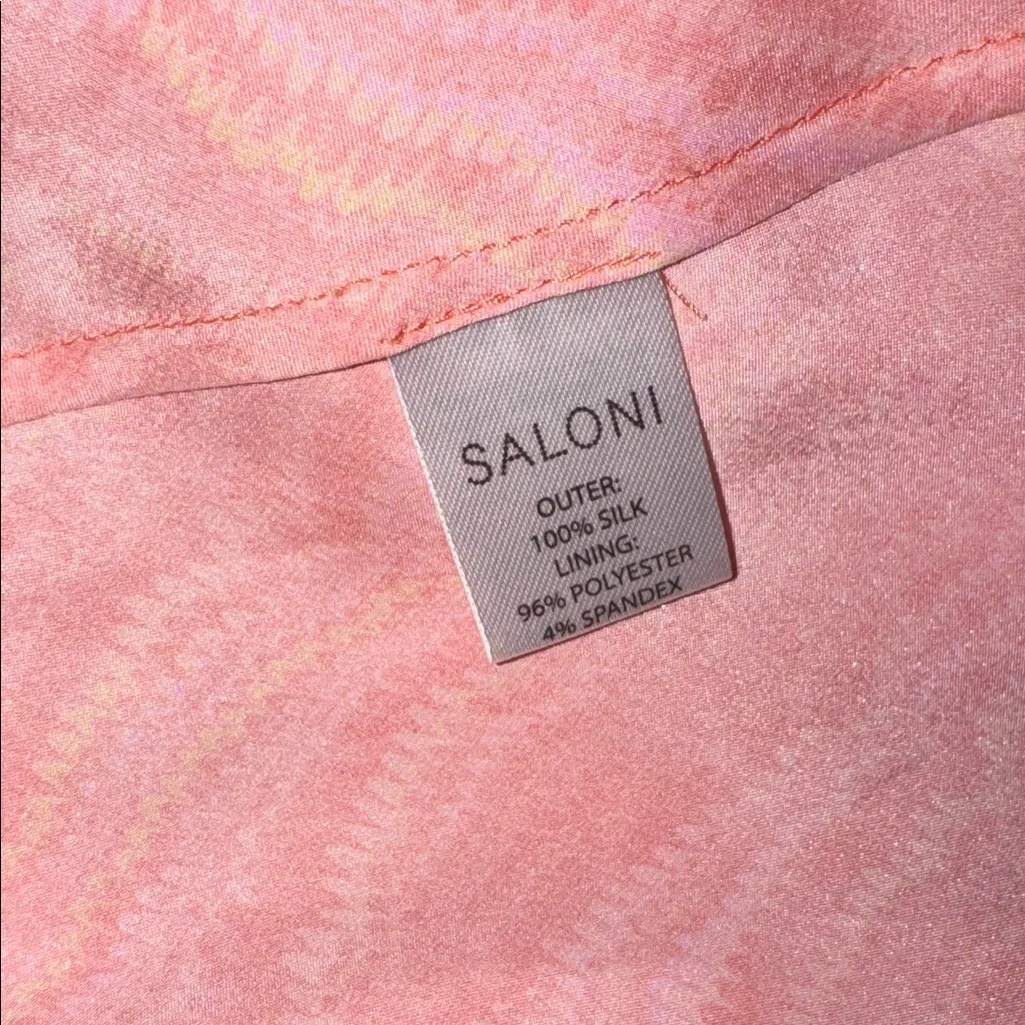 SALONI
OUTER:
100% SILK
LINING:
96% POLYESTER
4% SPANDEX